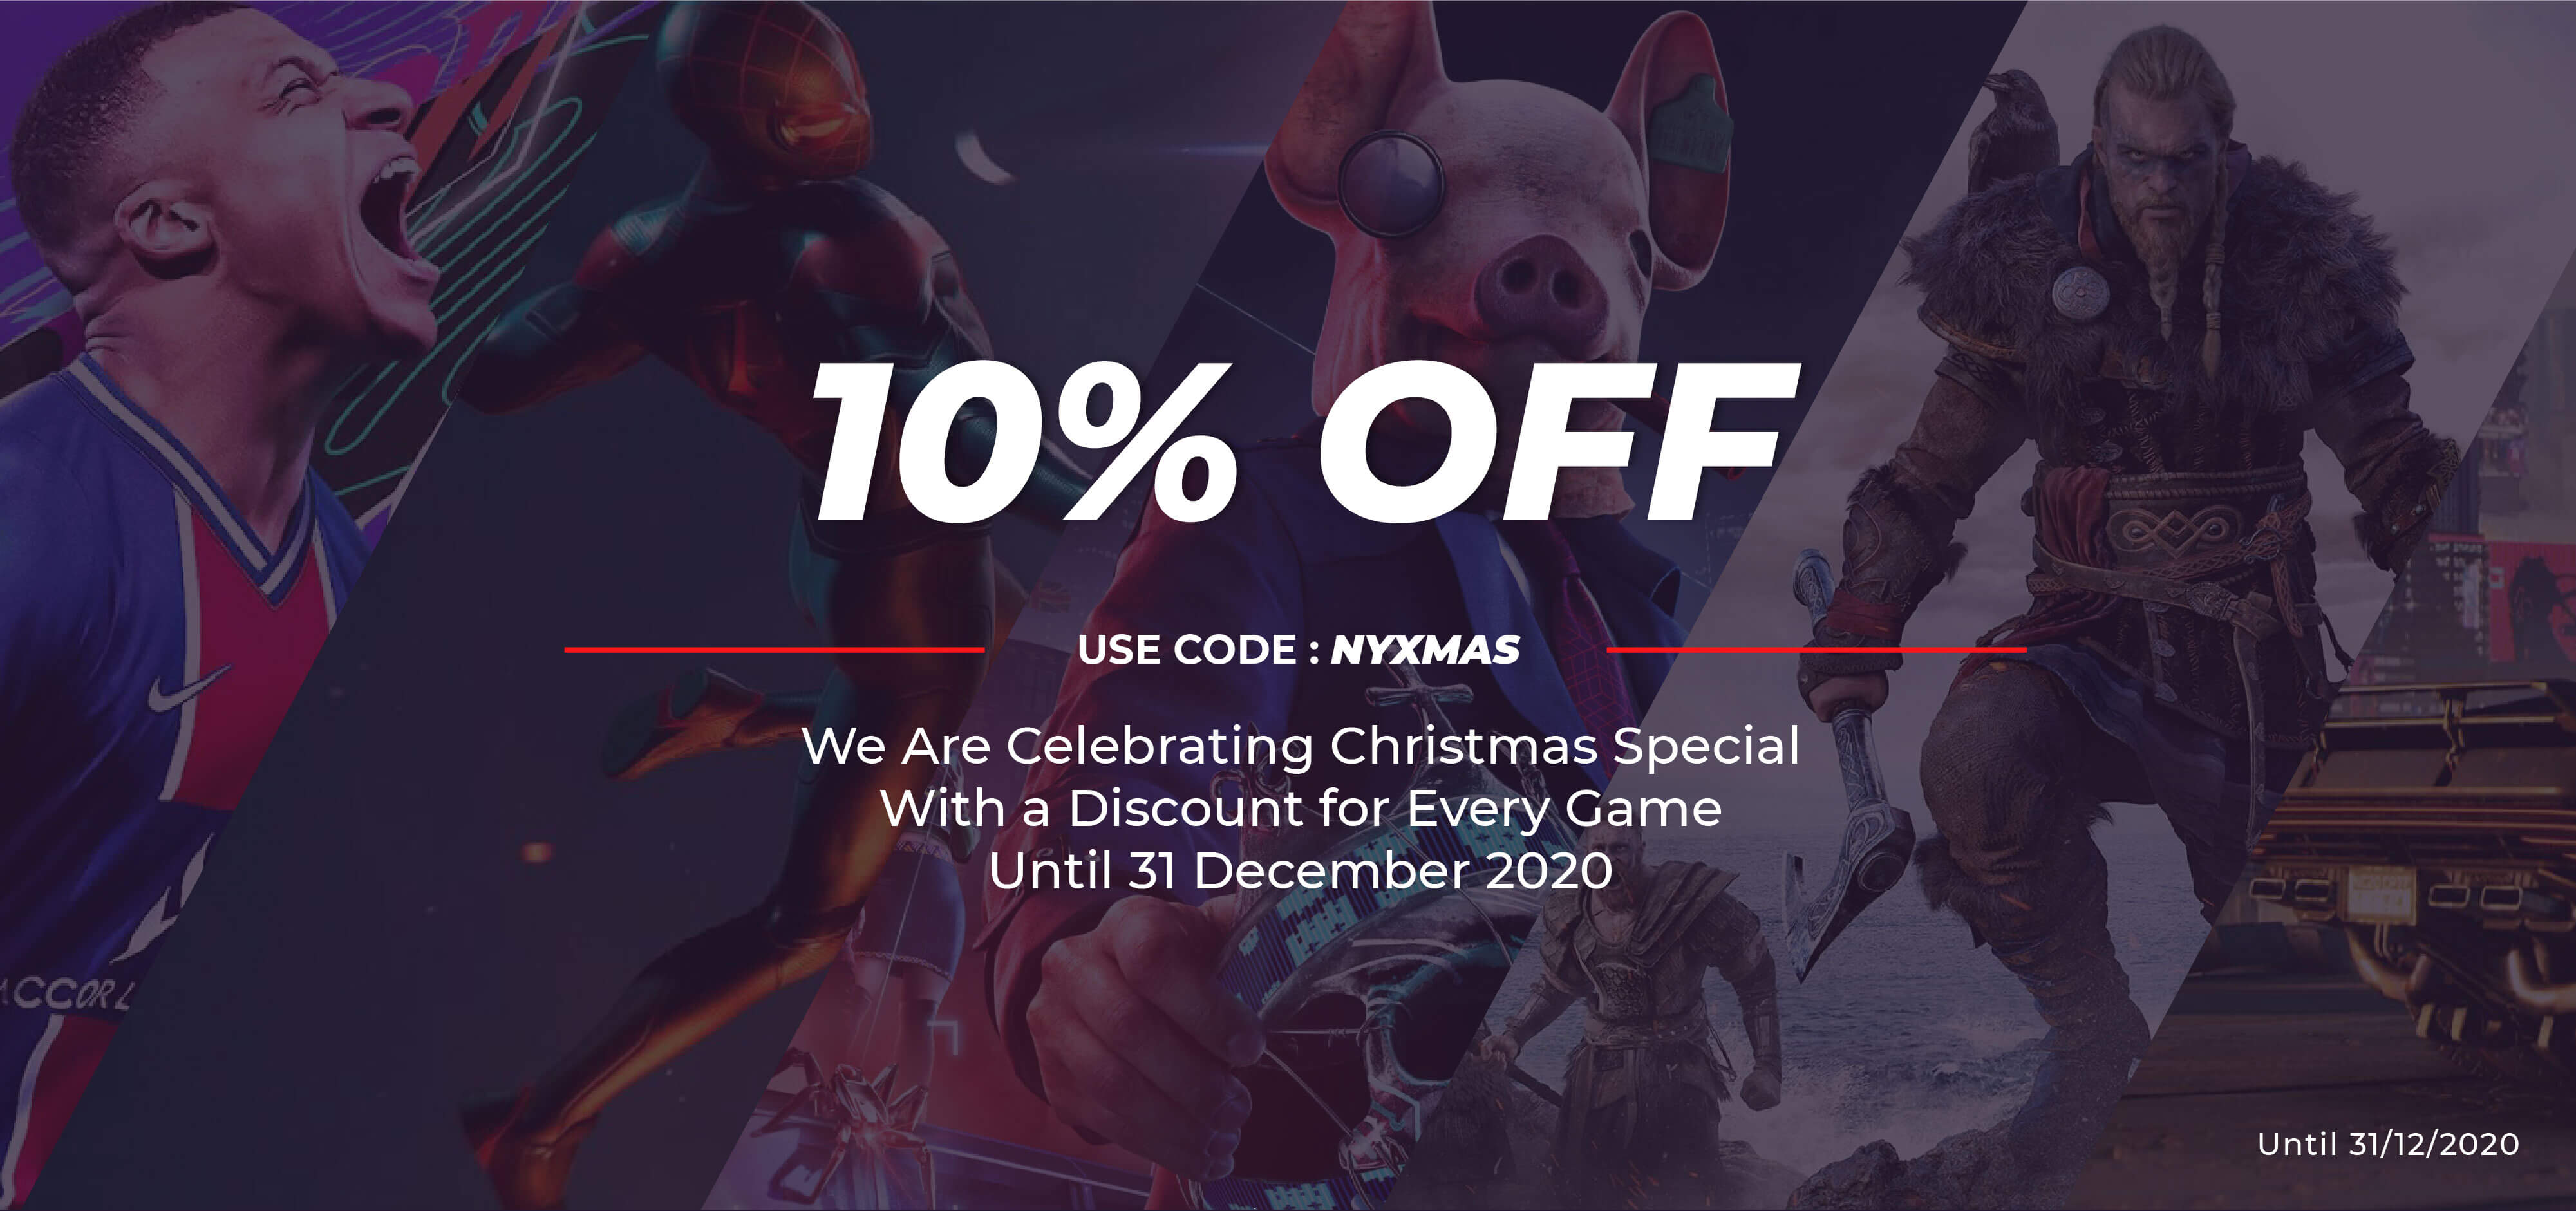 10% OFF
USE CODE : NYXMAS
We Are Celebrating Christmas Special
With a Discount for Every Game
Until 31 December 2020
ACCOR L
Until 31/12/2020